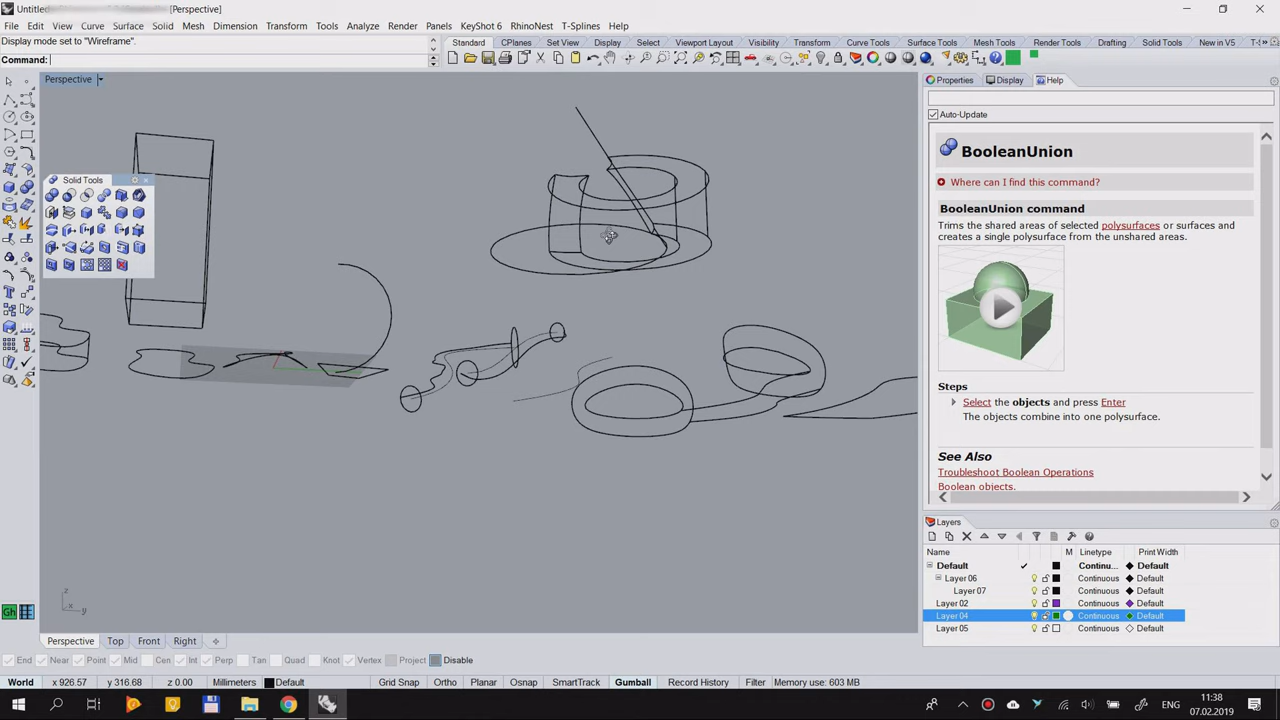 Untitled
[Perspective]
File Edit View Curve Surface Solid Mesh Dimension Transform Tools Analyze Render Panels KeyShot 6 RhinoNest T-Splines Help
Display mode set to "Wireframe".
Command:
Standard CPlanes Set View Display Select Viewport Layout Visibility Transform Curve Tools Surface Tools Mesh Tools Render Tools Drafting Solid Tools New in V5
Perspective
Solid Tools
Properties Display Help
Auto-Update
BooleanUnion
Where can I find this command?
BooleanUnion command
Trims the shared areas of selected polysurfaces or surfaces and
creates a single polysurface from the unshared areas.
Steps
Select the objects and press Enter
The objects combine into one polysurface.
See Also
Troubleshoot Boolean Operations
Boolean objects.
Layers
Name M Linetype Print Width
Default Continu... Default
Layer 06 Continuous Default
Layer 07 Continuous Default
Layer 02 Continuous Default
Layer 04 Continuous Default
Layer 05 Continuous Default
z
x y
Gh
Perspective Top Front Right
End Near Point Mid Cen Int Perp Tan Quad Knot Vertex Project Disable
World x 926.57 y 316.68 z 0.00 Millimeters Default Grid Snap Ortho Planar Osnap SmartTrack Gumball Record History Filter Memory use: 603 MB
ENG
11:38
07.02.2019